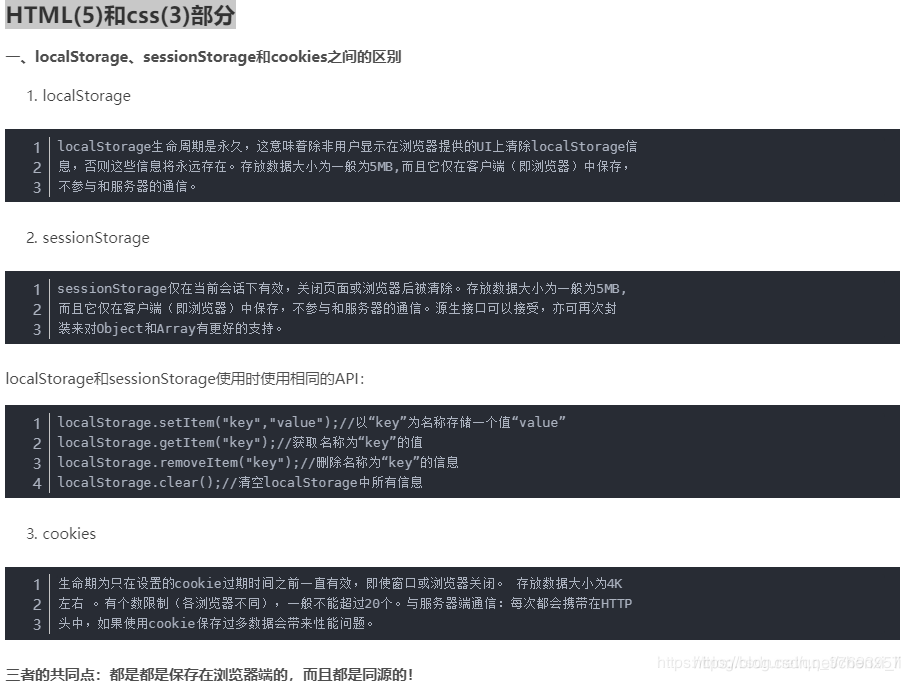 HTML(5)和css(3)部分
一、localStorage、sessionStorage和cookies之间的区别
1. localStorage
1 localStorage生命周期是永久，这意味着除非用户显示在浏览器提供的UI上清除localStorage信
2 息，否则这些信息将永远存在。存放数据大小为一般为5MB,而且它仅在客户端（即浏览器）中保存，
3 不参与和服务器的通信。
2. sessionStorage
1 sessionStorage仅在当前会话下有效，关闭页面或浏览器后被清除。存放数据大小为一般为5MB,
2 而且它仅在客户端（即浏览器）中保存，不参与和服务器的通信。源生接口可以接受，亦可再次封
3 装来对Object和Array有更好的支持。
localStorage和sessionStorage使用时使用相同的API：
1 localStorage.setItem("key","value");//以“key”为名称存储一个值“value”
2 localStorage.getItem("key");//获取名称为“key”的值
3 localStorage.removeItem("key");//删除名称为“key”的信息
4 localStorage.clear();//清空localStorage中所有信息
3. cookies
1 生命期为只在设置的cookie过期时间之前一直有效，即使窗口或浏览器关闭。 存放数据大小为4K
2 左右 。有个数限制（各浏览器不同），一般不能超过20个。与服务器端通信：每次都会携带在HTTP
3 头中，如果使用cookie保存过多数据会带来性能问题。
三者的共同点：都是都是保存在浏览器端的，而且都是同源的！